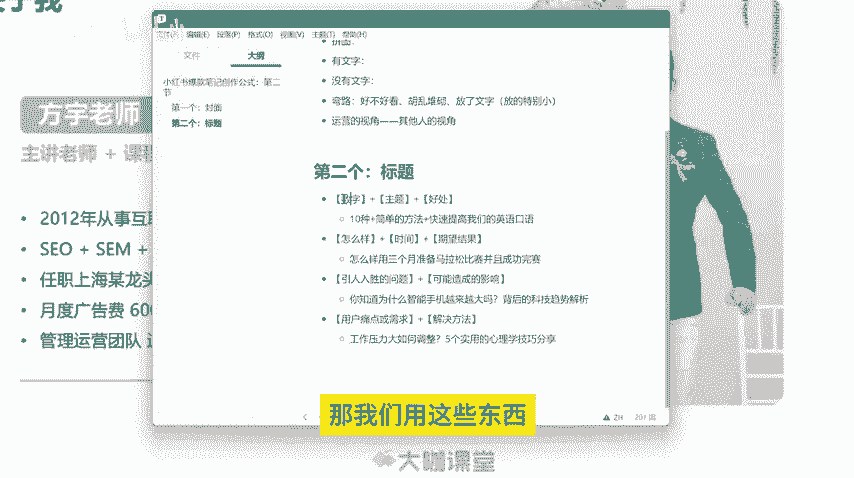 方宇老师
主讲老师 + 课程
2012年从事互联
SEO + SEM +
任职上海某龙头
月度广告费 600
管理运营团队
文件(F) 编辑(E) 段落(P) 格式(O) 视图(V) 主题(T) 帮助(H)
文件 大纲
小红书爆款笔记创作公式：第二节
第一个：封面
第二个：标题
拼图：
有文字：
没有文字：
弯路：好不好看、胡乱堆砌、放了文字（放的特别小）
运营的视角——其他人的视角
第二个：标题
【数字】+【主题】+【好处】
10种+简单的方法+快速提高我们的英语口语
【怎么样】+【时间】+【期望结果】
怎么样用三个月准备马拉松比赛并且成功完赛
【引人入胜的问题】+【可能造成的影响】
你知道为什么智能手机越来越大吗？背后的科技趋势解析
【用户痛点或需求】+【解决方法】
工作压力大如何调整？5个实用的心理学技巧分享
ZH
201 词
那我们用这些东西
大咖课堂